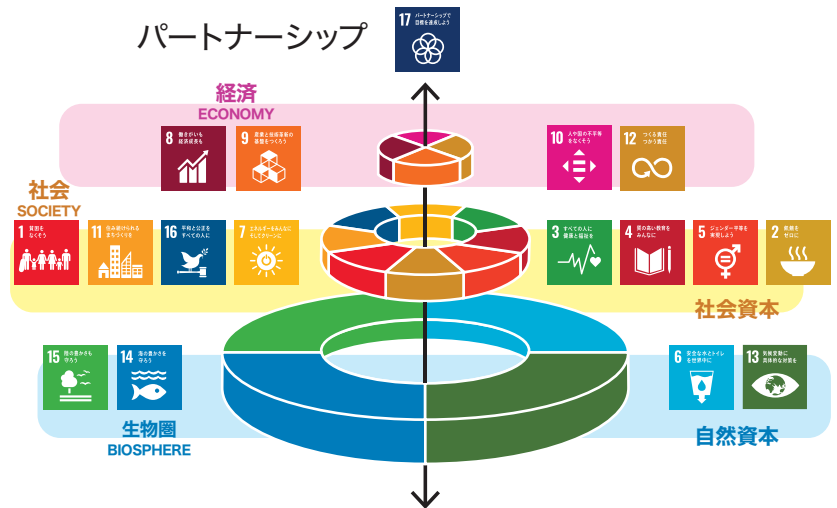 パートナーシップ
17 パートナーシップで
目標を達成しよう
経済
ECONOMY
8 働きがいも
経済成長も
9 産業と技術革新の
基盤をつくろう
10 人や国の不平等
をなくそう
12 つくる責任
つかう責任
社会
SOCIETY
1 貧困を
なくそう
11 住み続けられる
まちづくりを
16 平和と公正を
すべての人に
7 エネルギーをみんなに
そしてクリーンに
3 すべての人に
健康と福祉を
4 質の高い教育を
みんなに
5 ジェンダー平等を
実現しよう
2 飢餓を
ゼロに
社会資本
15 陸の豊かさも
守ろう
14 海の豊かさを
守ろう
6 安全な水とトイレ
を世界中に
13 気候変動に
具体的な対策を
生物圏
BIOSPHERE
自然資本